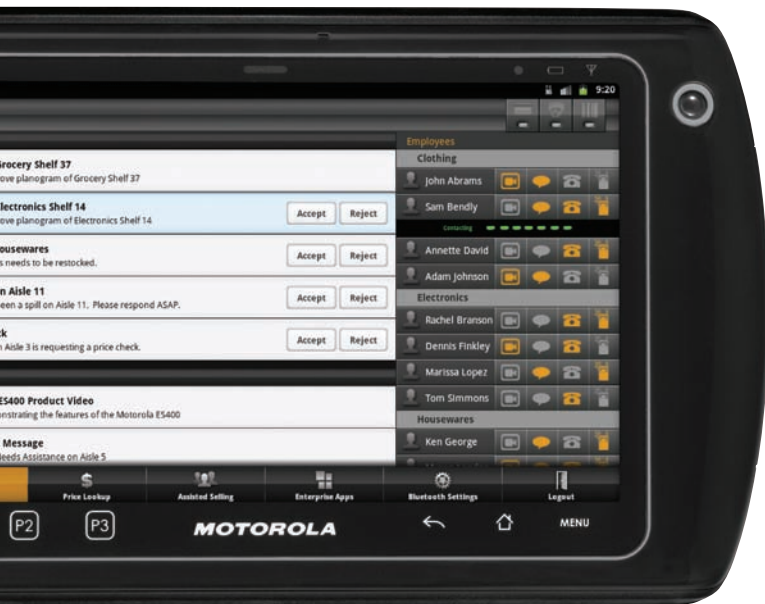 9:20
Employees
Clothing
Grocery Shelf 37
ove planogram of Grocery Shelf 37
John Abrams
lectronics Shelf 14
ove planogram of Electronics Shelf 14
Accept Reject
Sam Bendly
Contacting
ousewares
s needs to be restocked.
Accept Reject
Annette David
Adam Johnson
n Aisle 11
een a spill on Aisle 11. Please respond ASAP.
Accept Reject
Electronics
Rachel Branson
k
n Aisle 3 is requesting a price check.
Accept Reject
Dennis Finkley
Marissa Lopez
ES400 Product Video
onstrating the features of the Motorola ES400
Tom Simmons
Housewares
Message
Needs Assistance on Aisle 5
Ken George
Price Lookup
Assisted Selling
Enterprise Apps
Bluetooth Settings
Logout
P2
P3
MOTOROLA
MENU